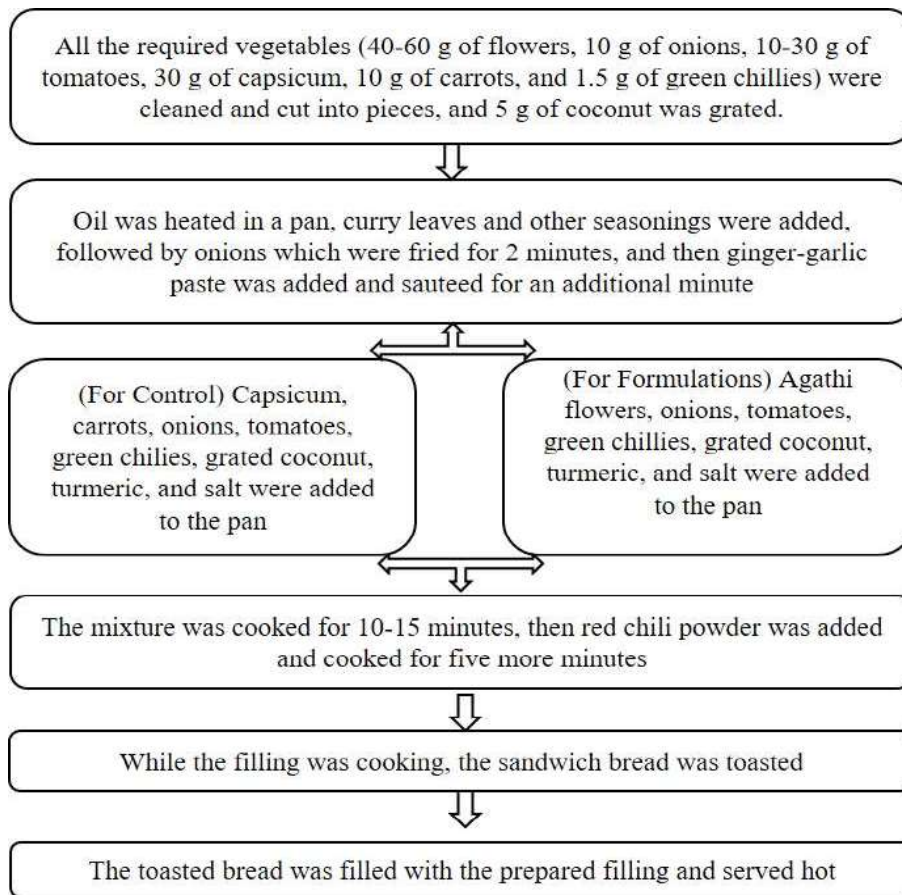 All the required vegetables (40-60 g of flowers, 10 g of onions, 10-30 g of
tomatoes, 30 g of capsicum, 10 g of carrots, and 1.5 g of green chillies) were
cleaned and cut into pieces, and 5 g of coconut was grated.
Oil was heated in a pan, curry leaves and other seasonings were added,
followed by onions which were fried for 2 minutes, and then ginger-garlic
paste was added and sauteed for an additional minute
(For Control) Capsicum,
carrots, onions, tomatoes,
green chilies, grated coconut,
turmeric, and salt were added
to the pan
(For Formulations) Agathi
flowers, onions, tomatoes,
green chillies, grated coconut,
turmeric, and salt were added
to the pan
The mixture was cooked for 10-15 minutes, then red chili powder was added
and cooked for five more minutes
While the filling was cooking, the sandwich bread was toasted
The toasted bread was filled with the prepared filling and served hot